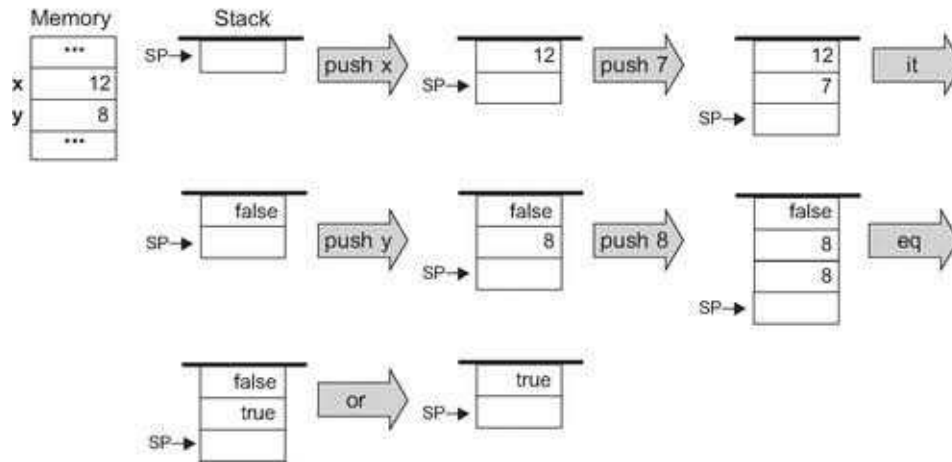 Memory Stack
...
x 12
y 8
...
SP
push x
12
SP
push 7
12
7
SP
it
false
SP
push y
false
8
SP
push 8
false
8
8
SP
eq
false
true
SP
or
true
SP